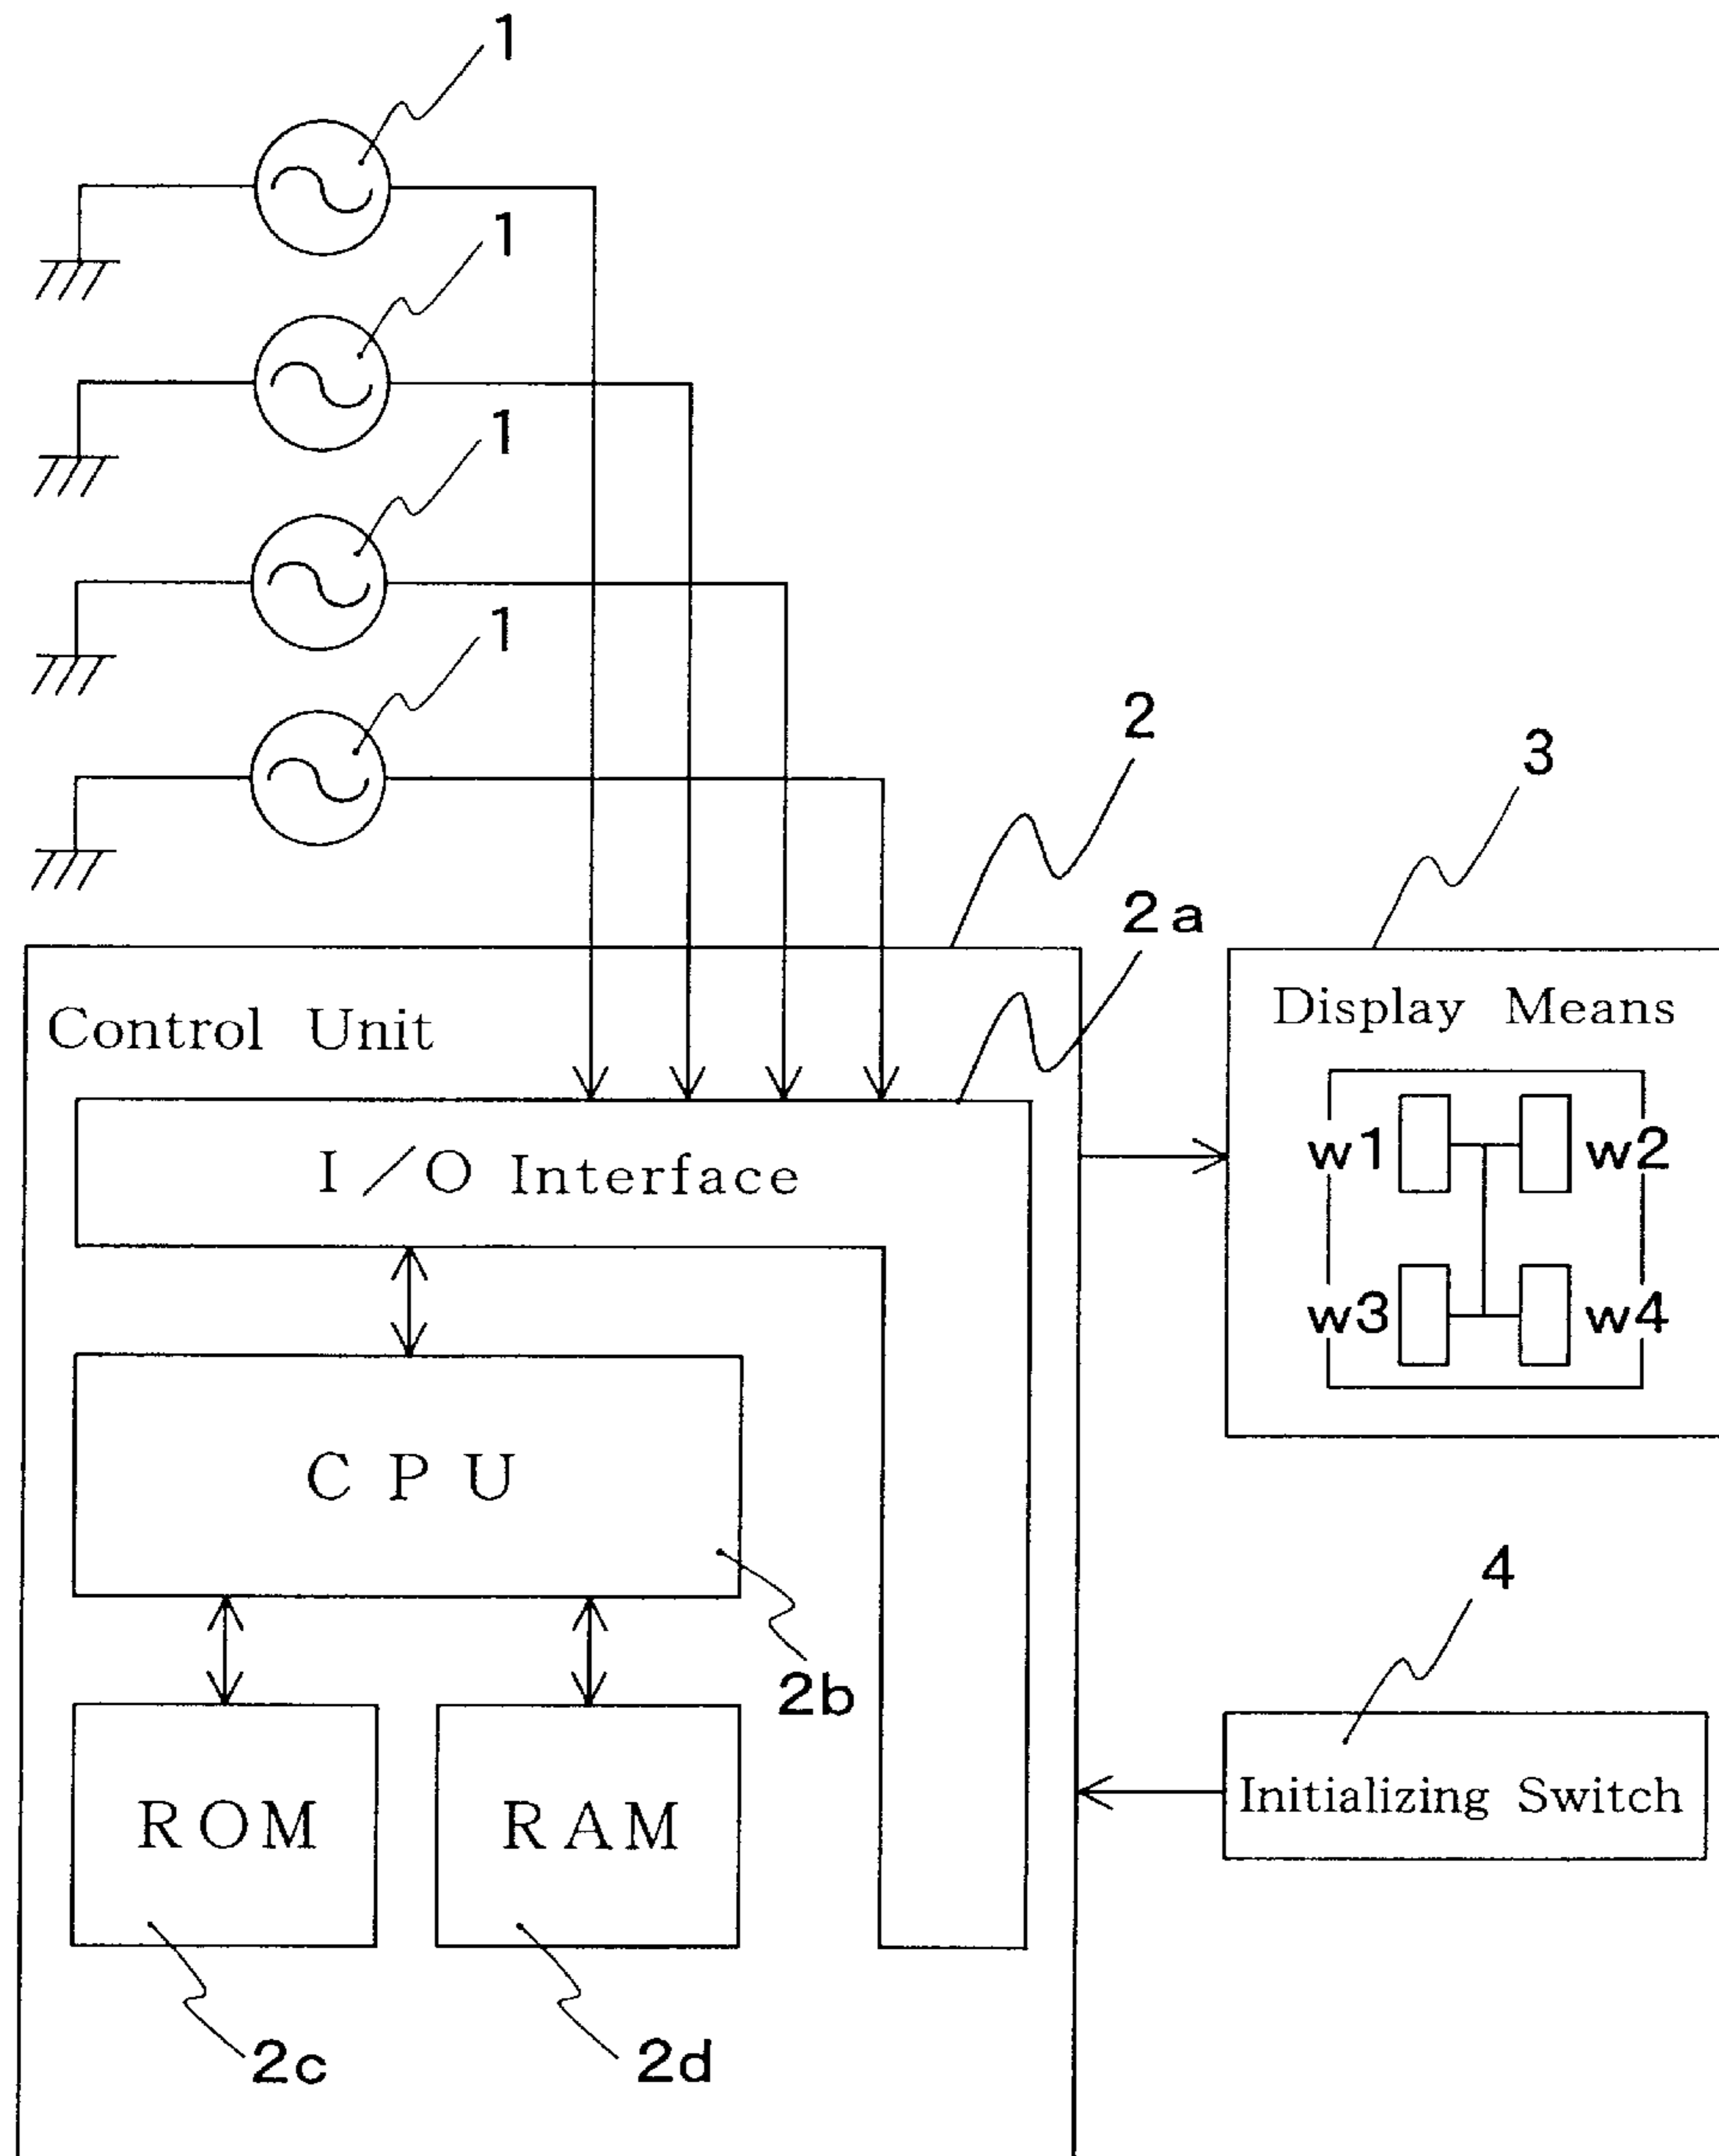 1
1
1
1
2
3
2a
Control Unit
Display Means
I/O Interface
w1
w2
w3
w4
CPU
4
2b
Initializing Switch
ROM
RAM
2c
2d